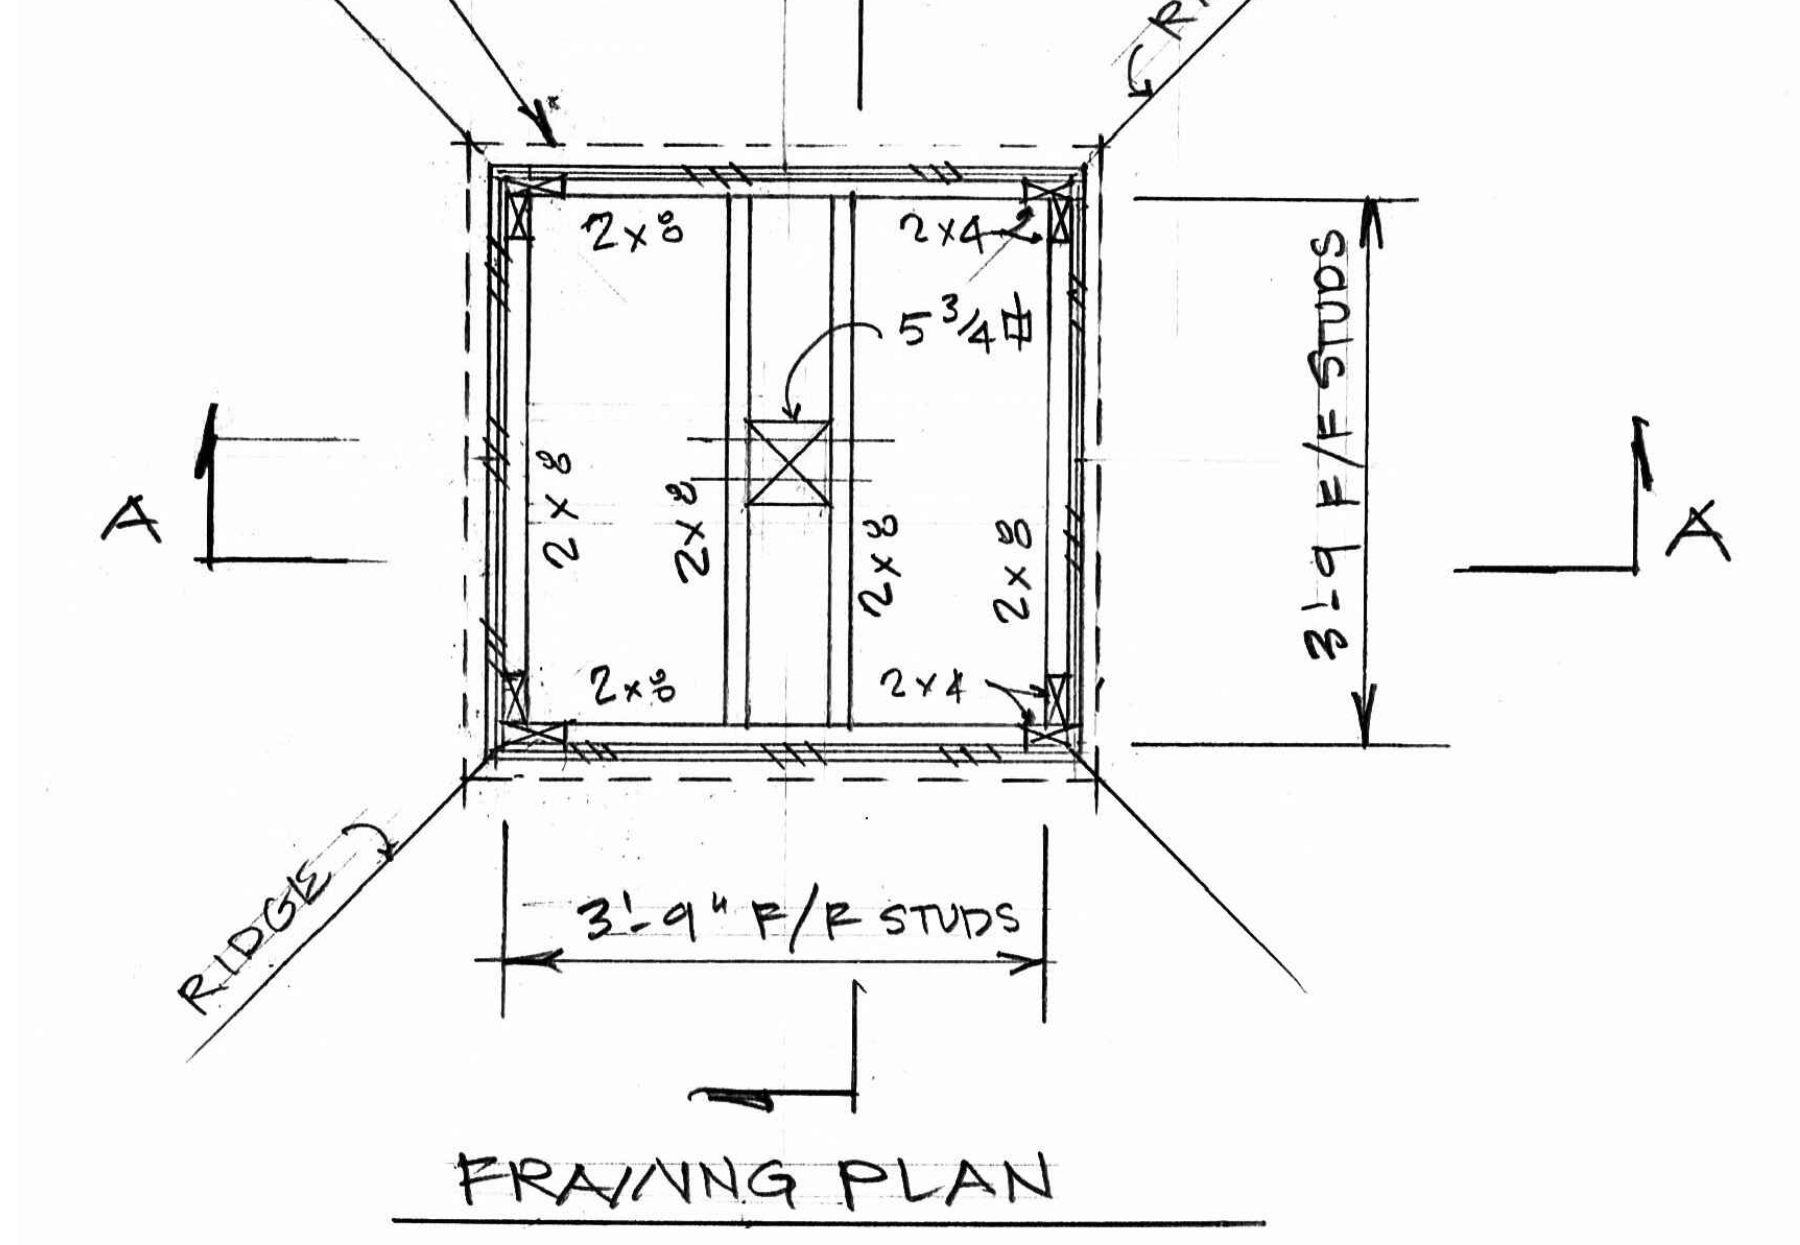 2x8
2x4
5 3/4 ⌗
3'-9 F/F STUDS
A
2x8
2x8
2x8
2x8
A
2x8
2x4
RIDGE
3'-9" F/F STUDS
FRAMING PLAN